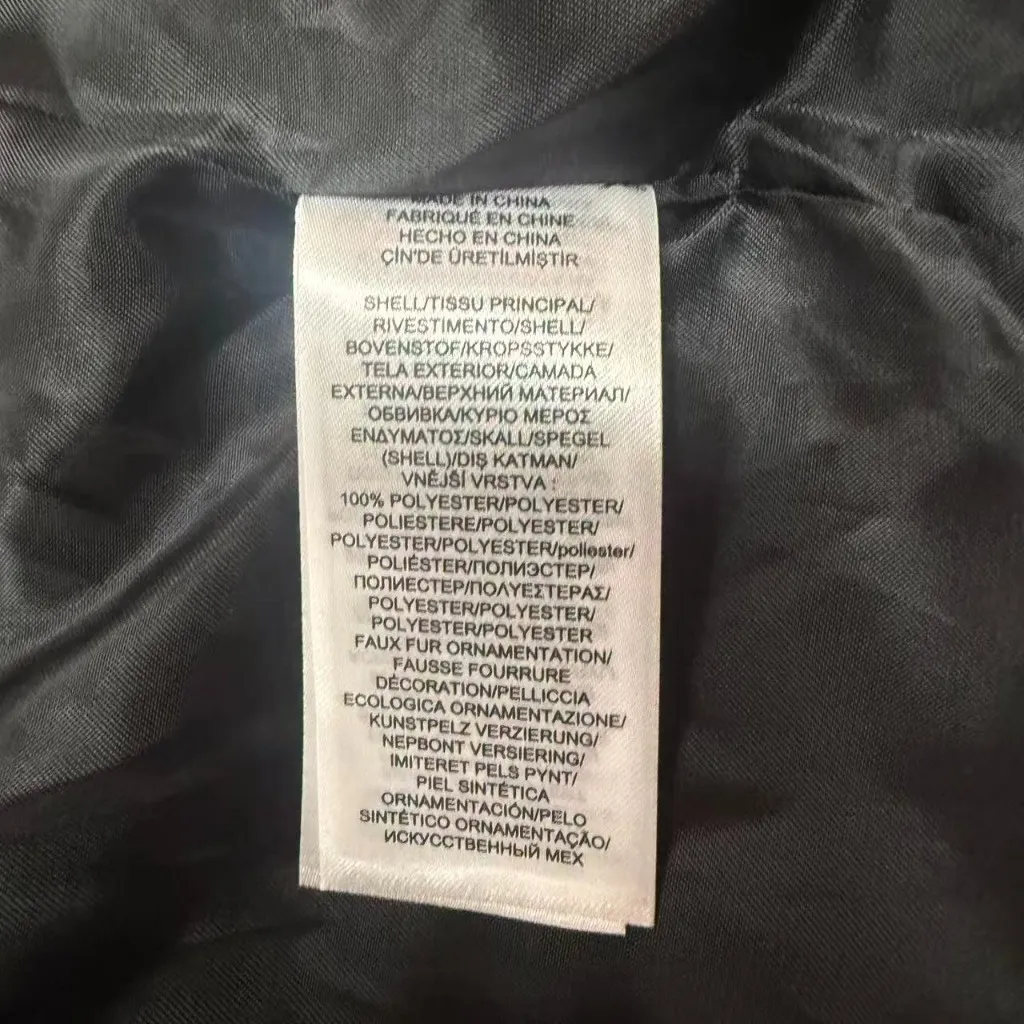 MADE IN CHINA
FABRIQUÉ EN CHINE
HECHO EN CHINA
ÇİN'DE ÜRETİLMİŞTİR
SHELL/TISSU PRINCIPAL/
RIVESTIMENTO/SHELL/
BOVENSTOF/KROPSSTYKKE/
TELA EXTERIOR/CAMADA
EXTERNA/ВЕРХНИЙ МАТЕРИАЛ/
ОБВИВКА/ΚΥΡΙΟ ΜΕΡΟΣ
ΕΝΔΥΜΑΤΟΣ/SKALL/SPEGEL
(SHELL)/DIŞ KATMAN/
VNĚJŠÍ VRSTVA :
100% POLYESTER/POLYESTER/
POLIESTERE/POLYESTER/
POLYESTER/POLYESTER/poliester/
POLIÉSTER/ПОЛИЭСТЕР/
ПОЛИЕСТЕР/ΠΟΛΥΕΣΤΕΡΑΣ/
POLYESTER/POLYESTER/
POLYESTER/POLYESTER
FAUX FUR ORNAMENTATION/
FAUSSE FOURRURE
DÉCORATION/PELLICCIA
ECOLOGICA ORNAMENTAZIONE/
KUNSTPELZ VERZIERUNG/
NEPBONT VERSIERING/
IMITERET PELS PYNT/
PIEL SINTÉTICA
ORNAMENTACIÓN/PELO
SINTÉTICO ORNAMENTAÇÃO/
ИСКУССТВЕННЫЙ МЕХ